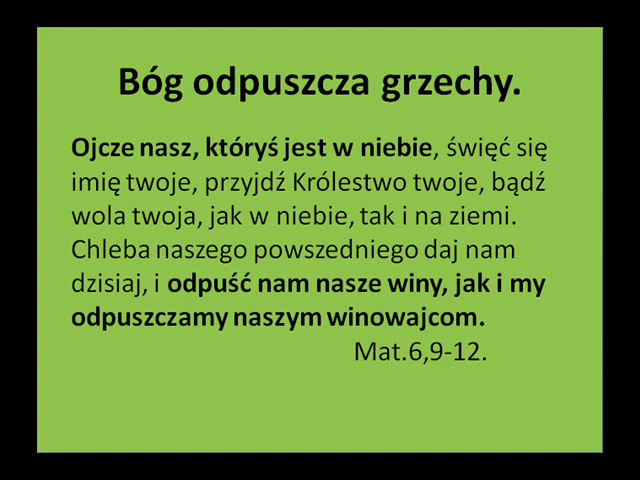 Bóg odpuszcza grzechy.
Ojcze nasz, któryś jest w niebie, święć się
imię twoje, przyjdź Królestwo twoje, bądź
wola twoja, jak w niebie, tak i na ziemi.
Chleba naszego powszedniego daj nam
dzisiaj, i odpuść nam nasze winy, jak i my
odpuszczamy naszym winowajcom.
Mat.6,9-12.